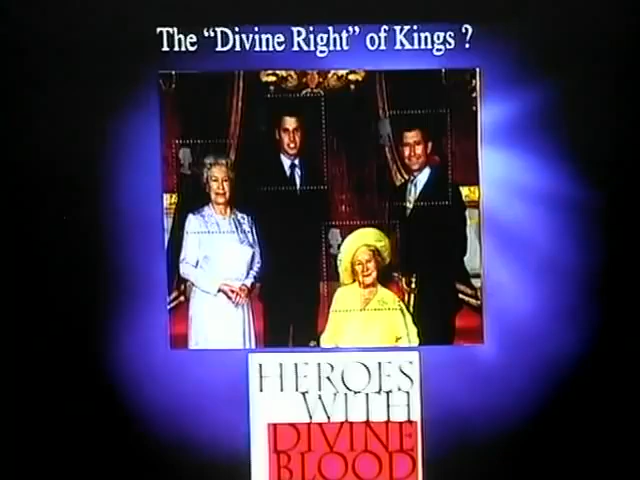 The “Divine Right” of Kings ?
HEROES
WITH
DIVINE
BLOOD